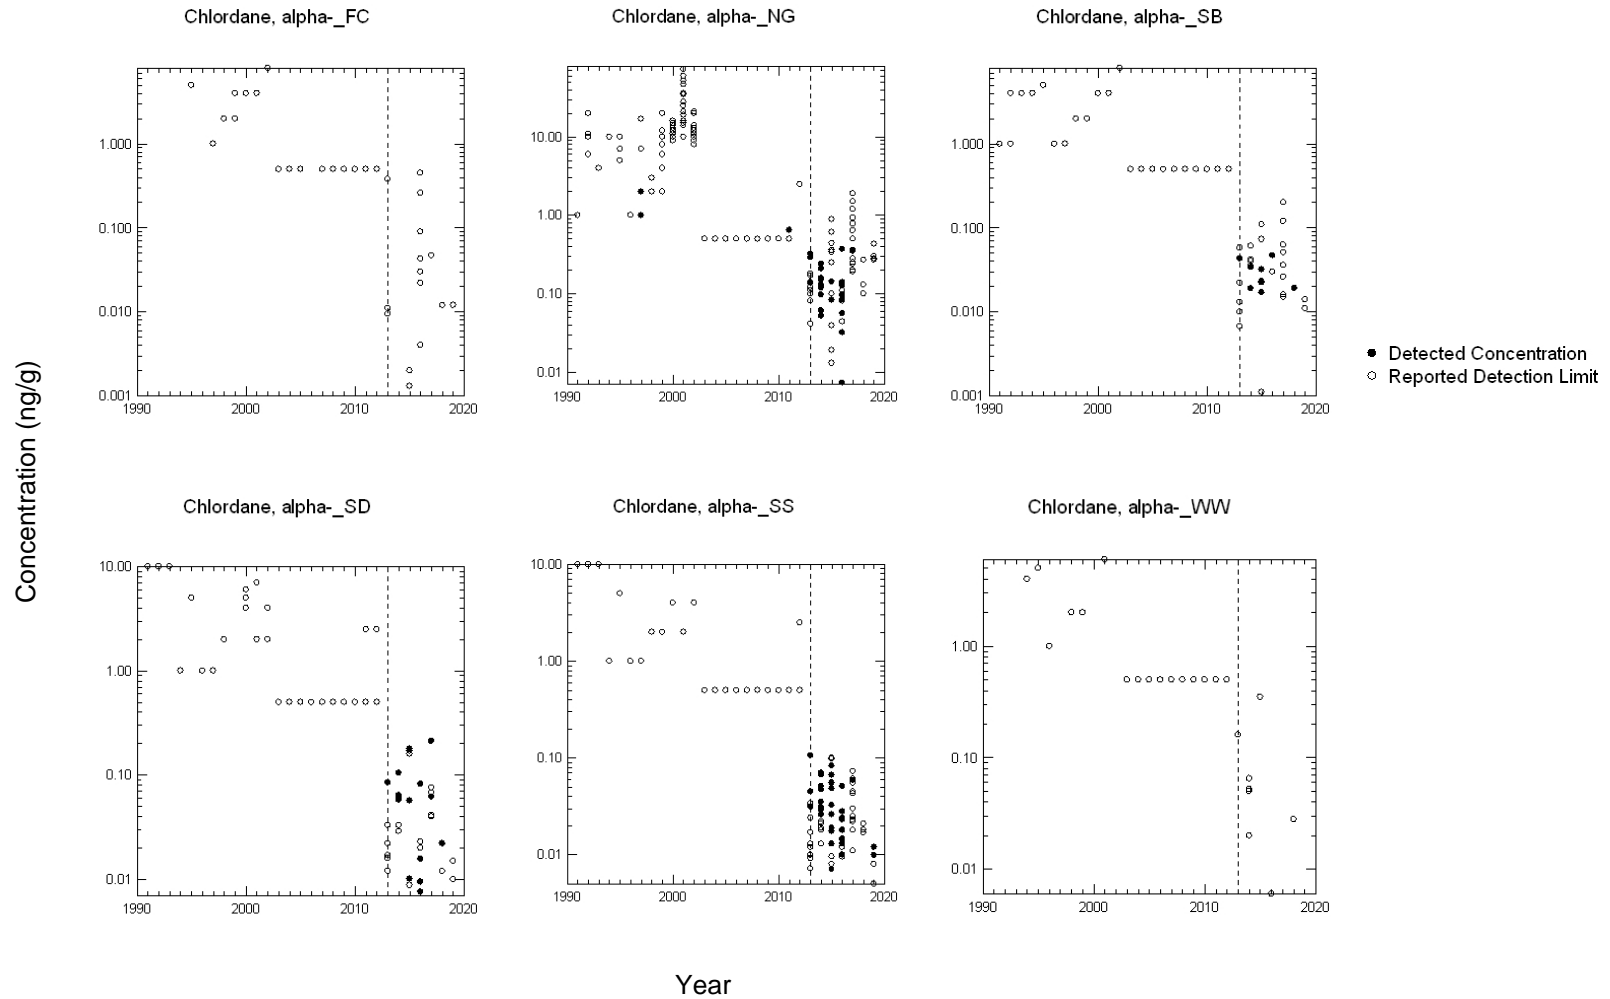 Chlordane, alpha-_FC
Chlordane, alpha-_NG
Chlordane, alpha-_SB
1.000
0.100
0.010
0.001
1990 2000 2010 2020
10.00
1.00
0.10
0.01
1990 2000 2010 2020
1.000
0.100
0.010
0.001
1990 2000 2010 2020
Detected Concentration
Reported Detection Limit
Concentration (ng/g)
Chlordane, alpha-_SD
Chlordane, alpha-_SS
Chlordane, alpha-_WW
10.00
1.00
0.10
0.01
1990 2000 2010 2020
10.00
1.00
0.10
0.01
1990 2000 2010 2020
1.00
0.10
0.01
1990 2000 2010 2020
Year